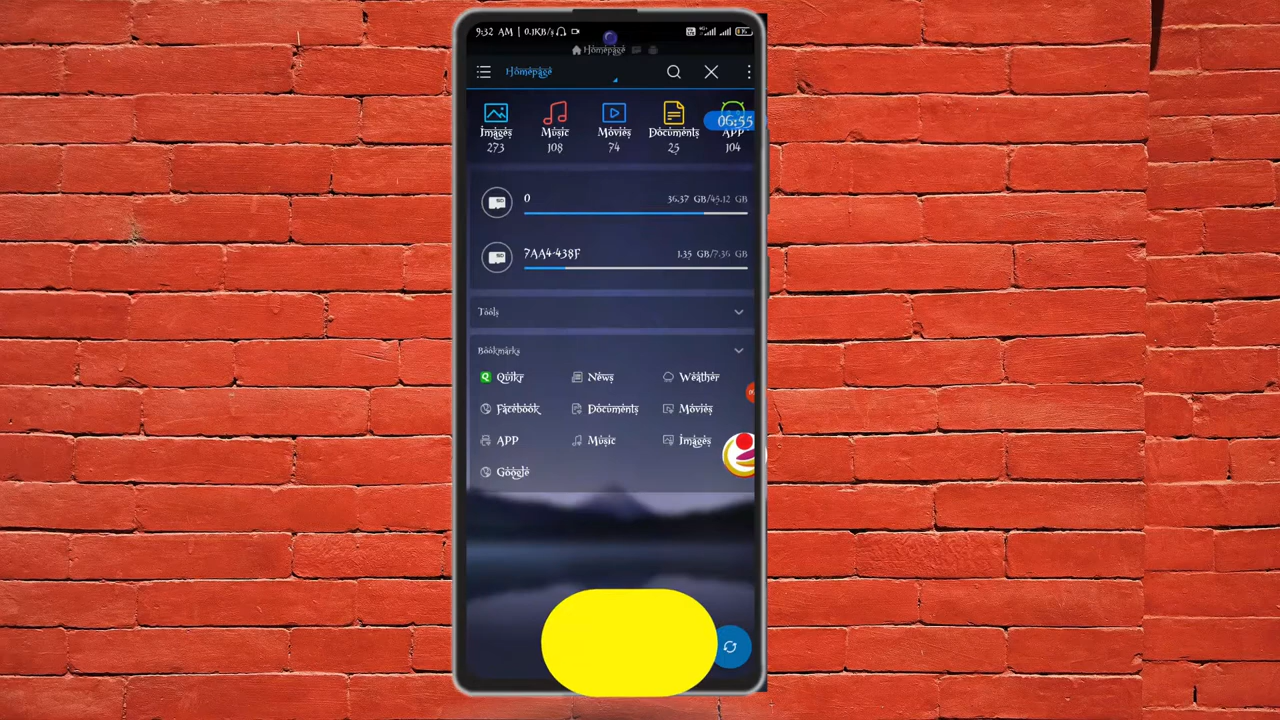 9:32 AM | 0.1KB/s
Homepage
Homepage
Images Music Movies Documents APP
273 108 74 25 104
06:55
0 36.37 GB/45.12 GB
7AA4-438F 1.35 GB/7.36 GB
Tools
Bookmarks
Quikr News Weather
Facebook Documents Movies
APP Music Images
Google